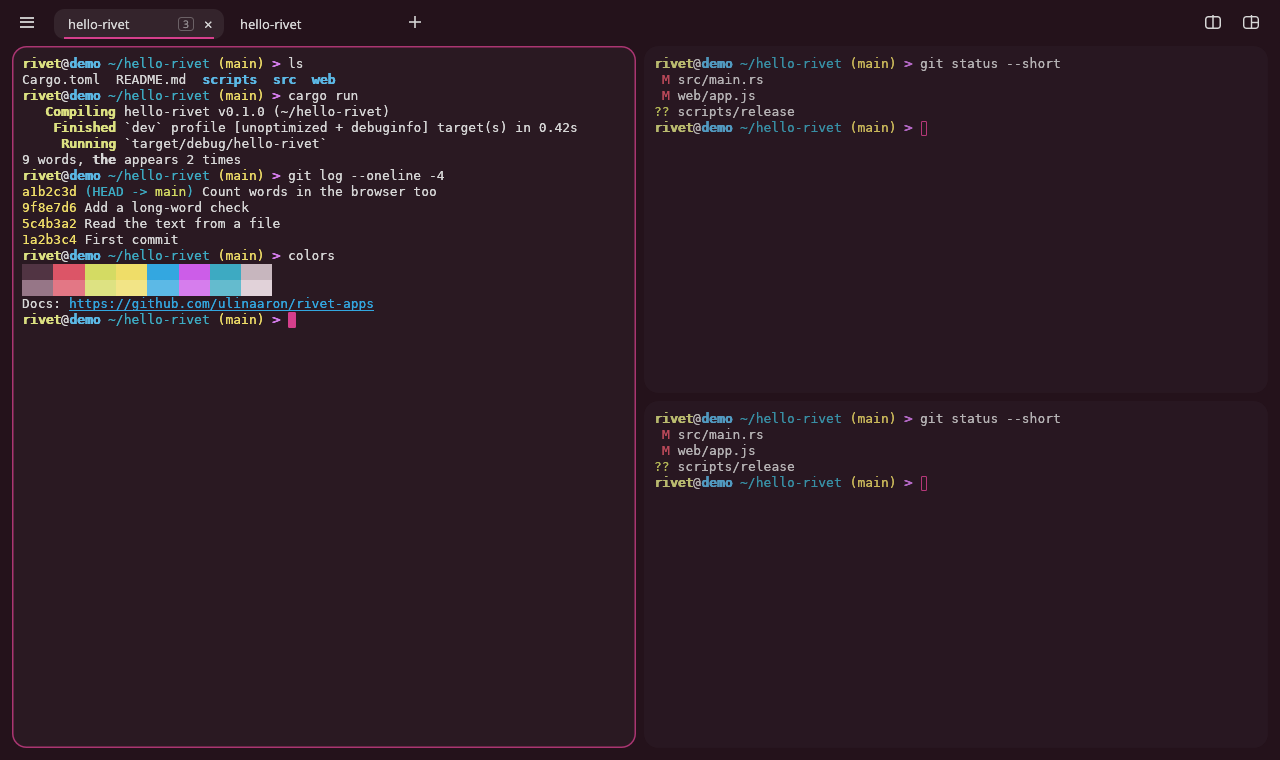 hello-rivet 3 ×
hello-rivet
rivet@demo ~/hello-rivet (main) > ls
Cargo.toml  README.md  scripts  src  web
rivet@demo ~/hello-rivet (main) > cargo run
   Compiling hello-rivet v0.1.0 (~/hello-rivet)
    Finished `dev` profile [unoptimized + debuginfo] target(s) in 0.42s
     Running `target/debug/hello-rivet`
9 words, the appears 2 times
rivet@demo ~/hello-rivet (main) > git log --oneline -4
a1b2c3d (HEAD -> main) Count words in the browser too
9f8e7d6 Add a long-word check
5c4b3a2 Read the text from a file
1a2b3c4 First commit
rivet@demo ~/hello-rivet (main) > colors
Docs: https://github.com/ulinaaron/rivet-apps
rivet@demo ~/hello-rivet (main) >
rivet@demo ~/hello-rivet (main) > git status --short
 M src/main.rs
 M web/app.js
?? scripts/release
rivet@demo ~/hello-rivet (main) >
rivet@demo ~/hello-rivet (main) > git status --short
 M src/main.rs
 M web/app.js
?? scripts/release
rivet@demo ~/hello-rivet (main) >